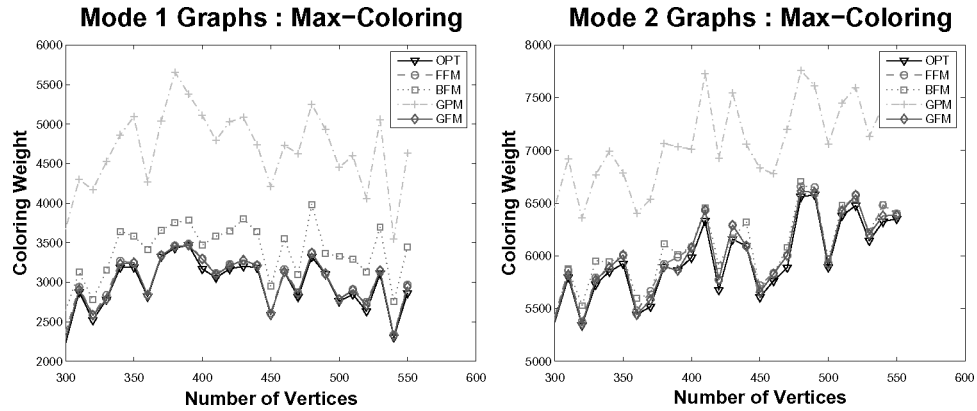 Mode 1 Graphs : Max−Coloring
6000
5500
5000
4500
4000
3500
3000
2500
2000
Coloring Weight
300
350
400
450
500
550
600
Number of Vertices
OPT
FFM
BFM
GPM
GFM
Mode 2 Graphs : Max−Coloring
8000
7500
7000
6500
6000
5500
5000
Coloring Weight
300
350
400
450
500
550
600
Number of Vertices
OPT
FFM
BFM
GPM
GFM